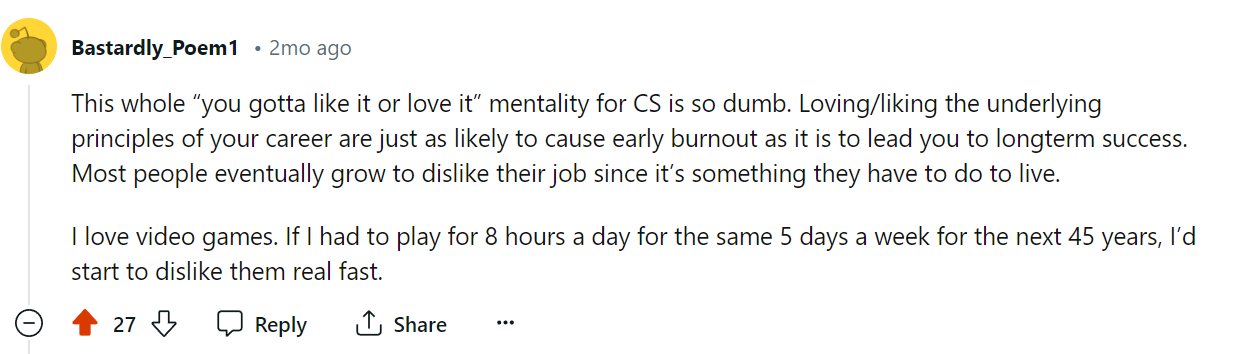 Bastardly_Poem1 • 2mo ago
This whole “you gotta like it or love it” mentality for CS is so dumb. Loving/liking the underlying
principles of your career are just as likely to cause early burnout as it is to lead you to longterm success.
Most people eventually grow to dislike their job since it’s something they have to do to live.
I love video games. If I had to play for 8 hours a day for the same 5 days a week for the next 45 years, I’d
start to dislike them real fast.
27 Reply Share ...